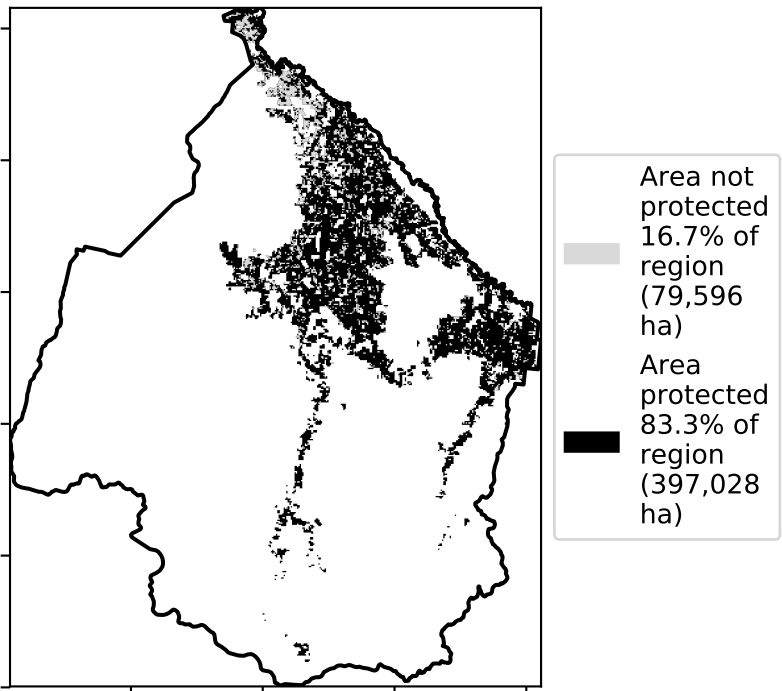 Area not
protected
16.7% of
region
(79,596
ha)
Area
protected
83.3% of
region
(397,028
ha)